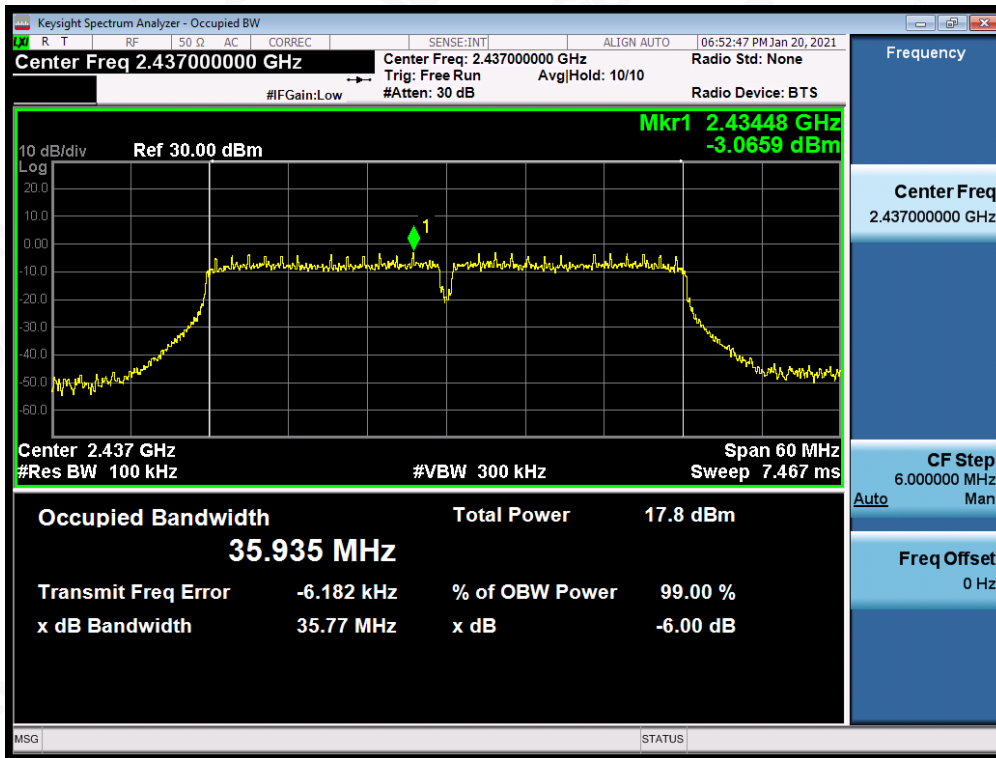 Keysight Spectrum Analyzer - Occupied BW
LXI R T RF 50 Ω AC CORREC SENSE:INT ALIGN AUTO 06:52:47 PM Jan 20, 2021
Center Freq 2.437000000 GHz
Center Freq: 2.437000000 GHz Radio Std: None
Trig: Free Run Avg|Hold: 10/10
#IFGain:Low #Atten: 30 dB Radio Device: BTS
Mkr1 2.43448 GHz
-3.0659 dBm
10 dB/div Ref 30.00 dBm
Log
20.0
10.0
1
0.00
-10.0
-20.0
-30.0
-40.0
-50.0
-60.0
Center 2.437 GHz Span 60 MHz
#Res BW 100 kHz #VBW 300 kHz Sweep 7.467 ms
Occupied Bandwidth Total Power 17.8 dBm
35.935 MHz
Transmit Freq Error -6.182 kHz % of OBW Power 99.00 %
x dB Bandwidth 35.77 MHz x dB -6.00 dB
MSG STATUS
Frequency
Center Freq
2.437000000 GHz
CF Step
6.000000 MHz
Auto Man
Freq Offset
0 Hz